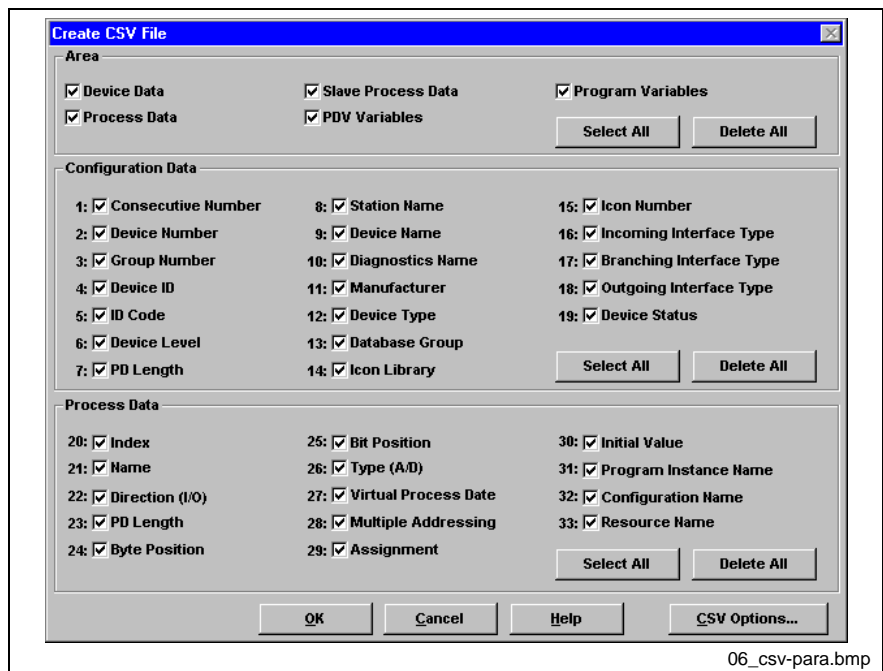 Create CSV File
Area
Device Data
Slave Process Data
Program Variables
Process Data
PDV Variables
Select All
Delete All
Configuration Data
1: Consecutive Number
8: Station Name
15: Icon Number
2: Device Number
9: Device Name
16: Incoming Interface Type
3: Group Number
10: Diagnostics Name
17: Branching Interface Type
4: Device ID
11: Manufacturer
18: Outgoing Interface Type
5: ID Code
12: Device Type
19: Device Status
6: Device Level
13: Database Group
7: PD Length
14: Icon Library
Select All
Delete All
Process Data
20: Index
25: Bit Position
30: Initial Value
21: Name
26: Type (A/D)
31: Program Instance Name
22: Direction (I/O)
27: Virtual Process Date
32: Configuration Name
23: PD Length
28: Multiple Addressing
33: Resource Name
24: Byte Position
29: Assignment
Select All
Delete All
OK
Cancel
Help
CSV Options...
06_csv-para.bmp